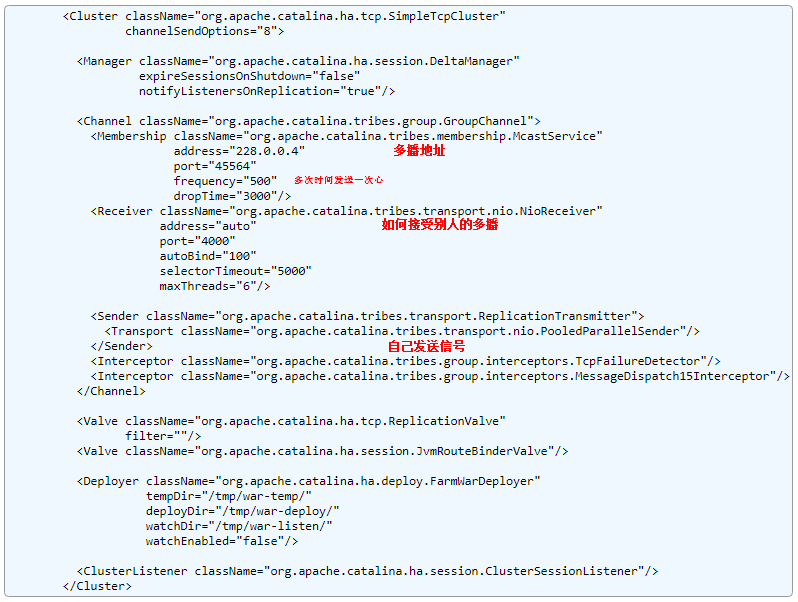 <Cluster className="org.apache.catalina.ha.tcp.SimpleTcpCluster"
channelSendOptions="8">
<Manager className="org.apache.catalina.ha.session.DeltaManager"
expireSessionsOnShutdown="false"
notifyListenersOnReplication="true"/>
<Channel className="org.apache.catalina.tribes.group.GroupChannel">
<Membership className="org.apache.catalina.tribes.membership.McastService"
address="228.0.0.4" 多播地址
port="45564"
frequency="500" 多次时间发送一次心
dropTime="3000"/>
<Receiver className="org.apache.catalina.tribes.transport.nio.NioReceiver"
address="auto" 如何接受别人的多播
port="4000"
autoBind="100"
selectorTimeout="5000"
maxThreads="6"/>
<Sender className="org.apache.catalina.tribes.transport.ReplicationTransmitter">
<Transport className="org.apache.catalina.tribes.transport.nio.PooledParallelSender"/>
</Sender> 自己发送信号
<Interceptor className="org.apache.catalina.tribes.group.interceptors.TcpFailureDetector"/>
<Interceptor className="org.apache.catalina.tribes.group.interceptors.MessageDispatch15Interceptor"/>
</Channel>
<Valve className="org.apache.catalina.ha.tcp.ReplicationValve"
filter=""/>
<Valve className="org.apache.catalina.ha.session.JvmRouteBinderValve"/>
<Deployer className="org.apache.catalina.ha.deploy.FarmWarDeployer"
tempDir="/tmp/war-temp/"
deployDir="/tmp/war-deploy/"
watchDir="/tmp/war-listen/"
watchEnabled="false"/>
<ClusterListener className="org.apache.catalina.ha.session.ClusterSessionListener"/>
</Cluster>